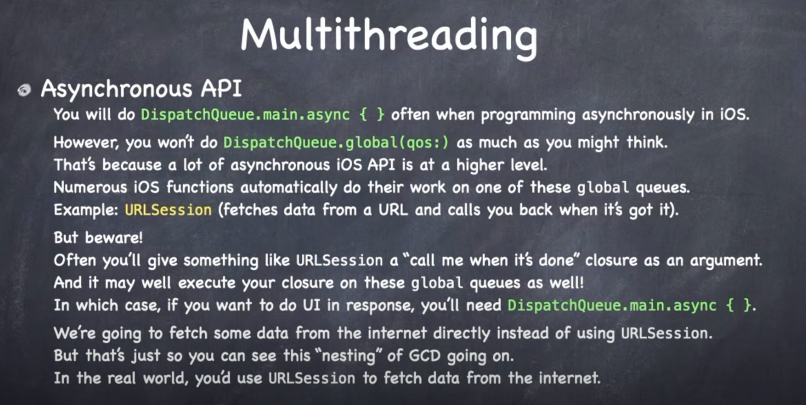 Multithreading
Asynchronous API
You will do DispatchQueue.main.async { } often when programming asynchronously in iOS.
However, you won't do DispatchQueue.global(qos:) as much as you might think.
That's because a lot of asynchronous iOS API is at a higher level.
Numerous iOS functions automatically do their work on one of these global queues.
Example: URLSession (fetches data from a URL and calls you back when it's got it).
But beware!
Often you'll give something like URLSession a "call me when it's done" closure as an argument.
And it may well execute your closure on these global queues as well!
In which case, if you want to do UI in response, you'll need DispatchQueue.main.async { }.
We're going to fetch some data from the internet directly instead of using URLSession.
But that's just so you can see this "nesting" of GCD going on.
In the real world, you'd use URLSession to fetch data from the internet.